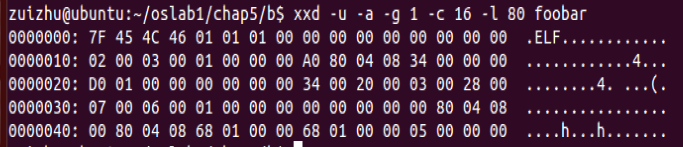 zuizhu@ubuntu:~/oslab1/chap5/b$ xxd -u -a -g 1 -c 16 -l 80 foobar
0000000: 7F 45 4C 46 01 01 01 00 00 00 00 00 00 00 00 00  .ELF............
0000010: 02 00 03 00 01 00 00 00 A0 80 04 08 34 00 00 00  ............4...
0000020: D0 01 00 00 00 00 00 00 34 00 20 00 03 00 28 00  ........4. ...(.
0000030: 07 00 06 00 01 00 00 00 00 00 00 00 00 80 04 08  ................
0000040: 00 80 04 08 68 01 00 00 68 01 00 00 05 00 00 00  ....h...h.......